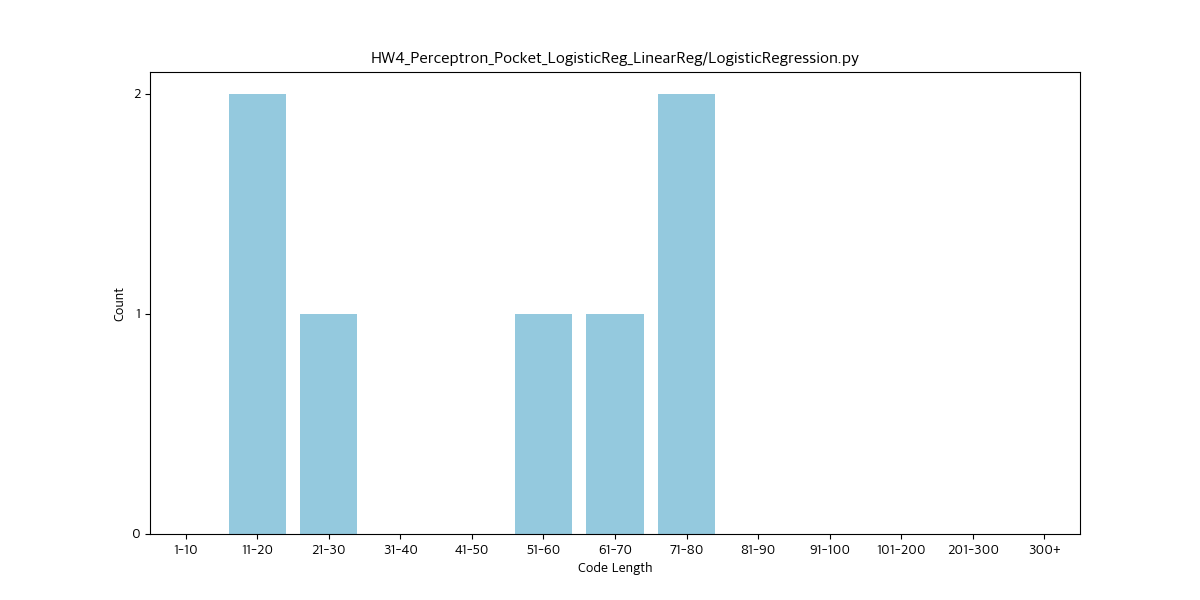 HW4_Perceptron_Pocket_LogisticReg_LinearReg/LogisticRegression.py
2
1
0
Count
1-10 11-20 21-30 31-40 41-50 51-60 61-70 71-80 81-90 91-100 101-200 201-300 300+
Code Length